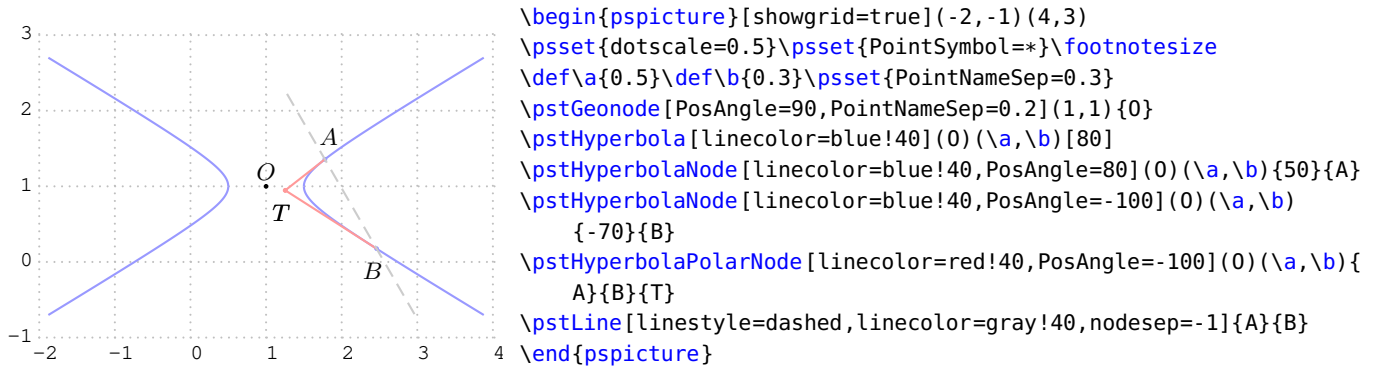 3
2
1
0
−1
−2 −1 0 1 2 3 4
A
O
T
B
\begin{pspicture}[showgrid=true](-2,-1)(4,3)
\psset{dotscale=0.5}\psset{PointSymbol=*}\footnotesize
\def\a{0.5}\def\b{0.3}\psset{PointNameSep=0.3}
\pstGeonode[PosAngle=90,PointNameSep=0.2](1,1){O}
\pstHyperbola[linecolor=blue!40](O)(\a,\b)[80]
\pstHyperbolaNode[linecolor=blue!40,PosAngle=80](O)(\a,\b){50}{A}
\pstHyperbolaNode[linecolor=blue!40,PosAngle=-100](O)(\a,\b)
{-70}{B}
\pstHyperbolaPolarNode[linecolor=red!40,PosAngle=-100](O)(\a,\b){
A}{B}{T}
\pstLine[linestyle=dashed,linecolor=gray!40,nodesep=-1]{A}{B}
\end{pspicture}